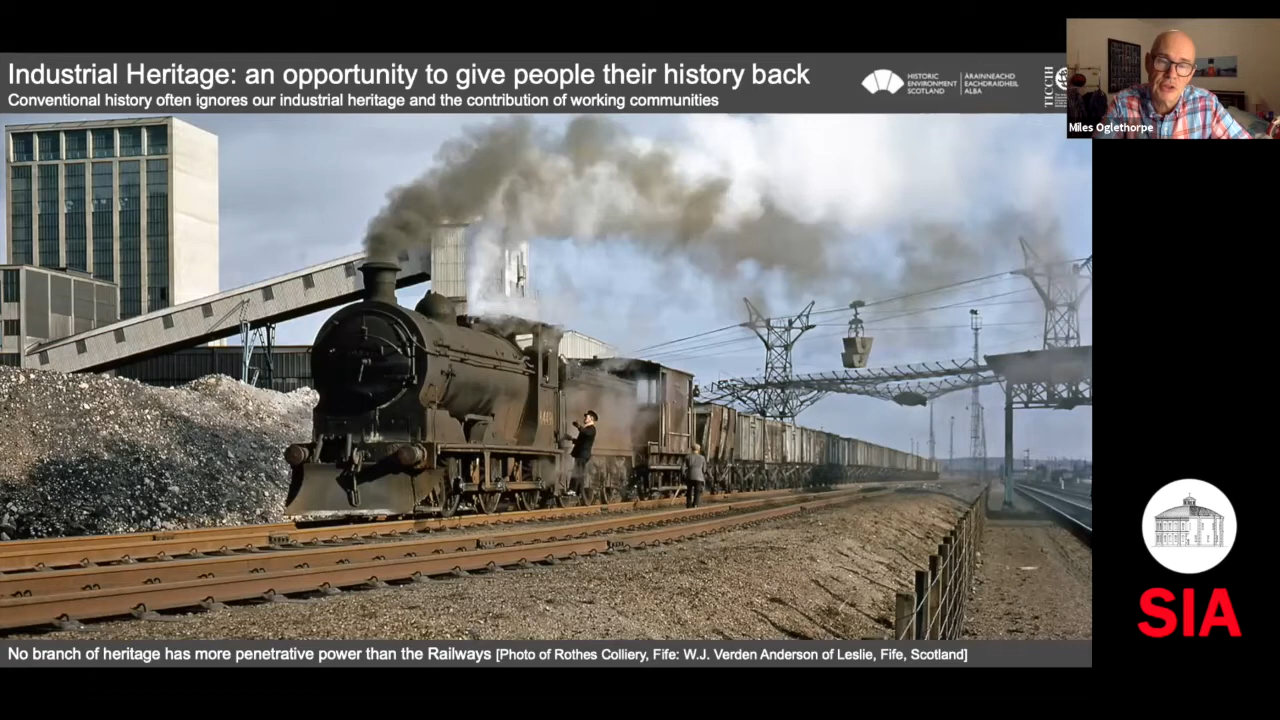 Industrial Heritage: an opportunity to give people their history back
Conventional history often ignores our industrial heritage and the contribution of working communities
HISTORIC
ENVIRONMENT
SCOTLAND
ÀRAINNEACHD
EACHDRAIDHEIL
ALBA
TICCIH
Miles Oglethorpe
SIA
No branch of heritage has more penetrative power than the Railways [Photo of Rothes Colliery, Fife: W.J. Verden Anderson of Leslie, Fife, Scotland]